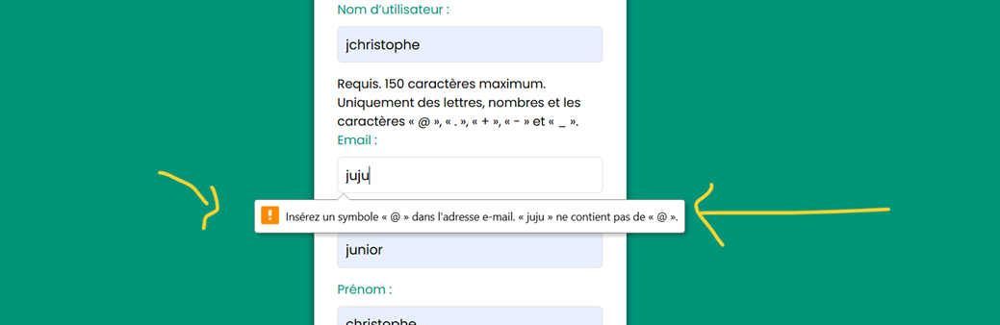 Nom d’utilisateur :
jchristophe
Requis. 150 caractères maximum.
Uniquement des lettres, nombres et les
caractères « @ », « . », « + », « - » et « _ ».
Email :
juju
Insérez un symbole « @ » dans l'adresse e-mail. « juju » ne contient pas de « @ ».
junior
Prénom :
christophe